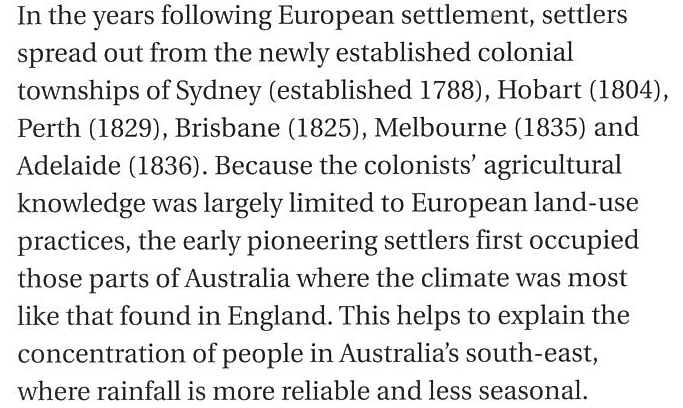 In the years following European settlement, settlers
spread out from the newly established colonial
townships of Sydney (established 1788), Hobart (1804),
Perth (1829), Brisbane (1825), Melbourne (1835) and
Adelaide (1836). Because the colonists’ agricultural
knowledge was largely limited to European land-use
practices, the early pioneering settlers first occupied
those parts of Australia where the climate was most
like that found in England. This helps to explain the
concentration of people in Australia’s south-east,
where rainfall is more reliable and less seasonal.